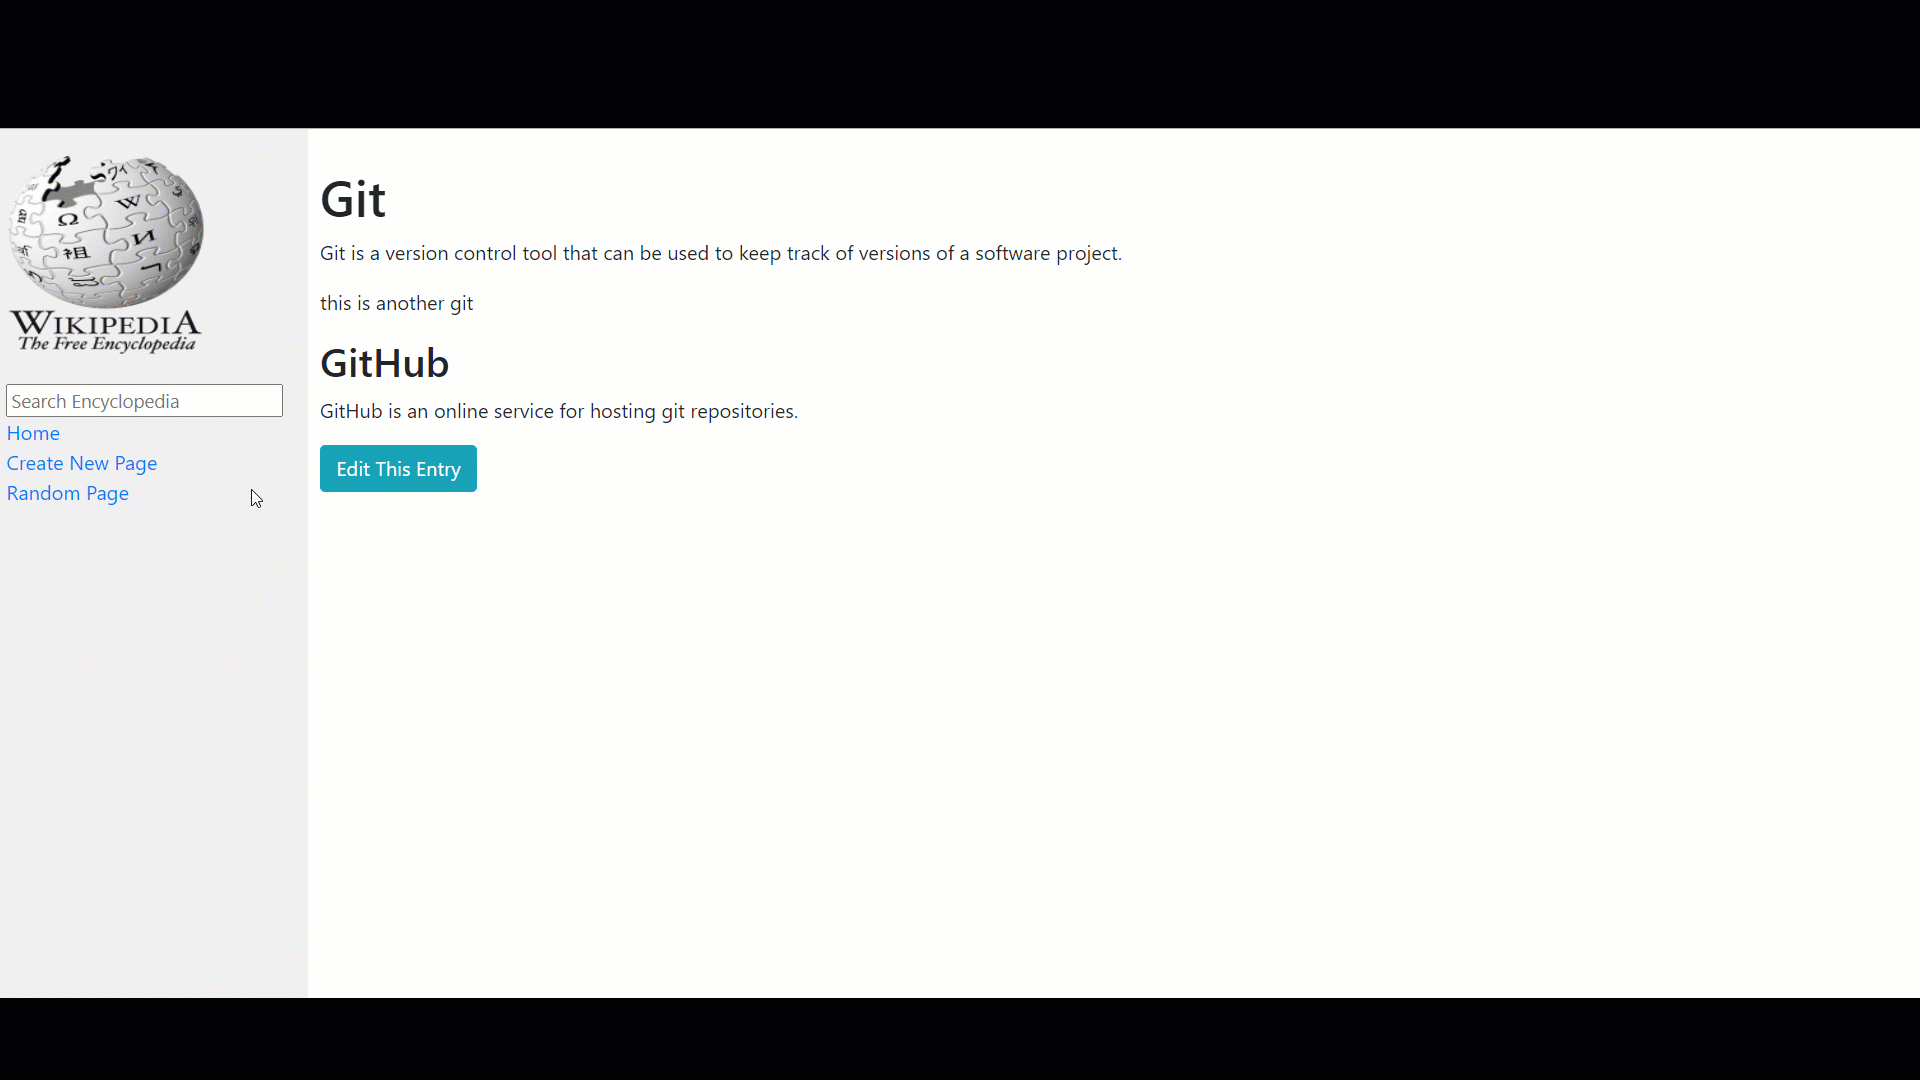 WIKIPEDIA
The Free Encyclopedia
Search Encyclopedia
Home
Create New Page
Random Page
Git
Git is a version control tool that can be used to keep track of versions of a software project.
this is another git
GitHub
GitHub is an online service for hosting git repositories.
Edit This Entry